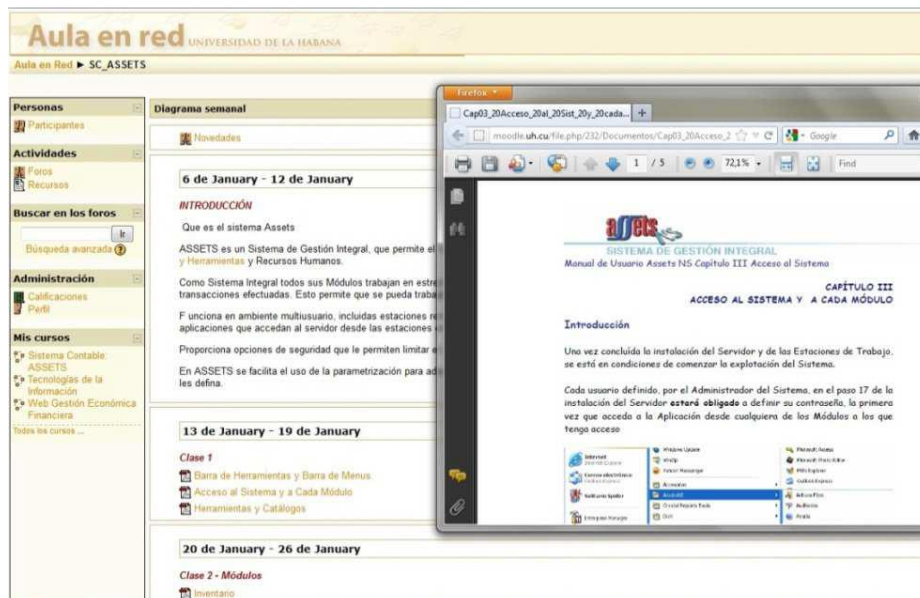 Aula en red UNIVERSIDAD DE LA HABANA
Aula en Red ► SC_ASSETS
Personas
Participantes
Actividades
Foros
Recursos
Buscar en los foros
Ir
Búsqueda avanzada
Administración
Calificaciones
Perfil
Mis cursos
Sistema Contable: ASSETS
Tecnologías de la
Información
Web Gestión Económica
Financiera
Todos los cursos ...
Diagrama semanal
Novedades
6 de January - 12 de January
INTRODUCCIÓN
Que es el sistema Assets
ASSETS es un Sistema de Gestión Integral, que permite el
y Herramientas y Recursos Humanos.
Como Sistema Integral todos sus Módulos trabajan en
transacciones efectuadas. Esto permite que se pueda
F unciona en ambiente multiusuario, incluidas estaciones
aplicaciones que accedan al servidor desde las estaciones
Proporciona opciones de seguridad que le permiten limitar
En ASSETS se facilita el uso de la parametrización para
les defina.
13 de January - 19 de January
Clase 1
Barra de Herramientas y Barra de Menus
Acceso al Sistema y a Cada Módulo
Herramientas y Catálogos
20 de January - 26 de January
Clase 2 - Módulos
Inventario
Firefox
Cap03_20Acceso_20al_20Sist_20y_20cada...
moodle.uh.cu/file.php/232/Documentos/Cap03_20Acceso_2
Google
1 / 5
72,1%
Find
assets
SISTEMA DE GESTIÓN INTEGRAL
Manual de Usuario Assets NS Capítulo III Acceso al Sistema
CAPÍTULO III
ACCESO AL SISTEMA Y A CADA MÓDULO
Introducción
Una vez concluida la instalación del Servidor y de las Estaciones de Trabajo,
se está en condiciones de comenzar la explotación del Sistema.
Cada usuario definido, por el Administrador del Sistema, en el paso 17 de la
instalación del Servidor estará obligado a definir su contraseña, la primera
vez que acceda a la Aplicación desde cualquiera de los Módulos a los que
tenga acceso
Internet
Windows Update
WinZip
Microsoft Access